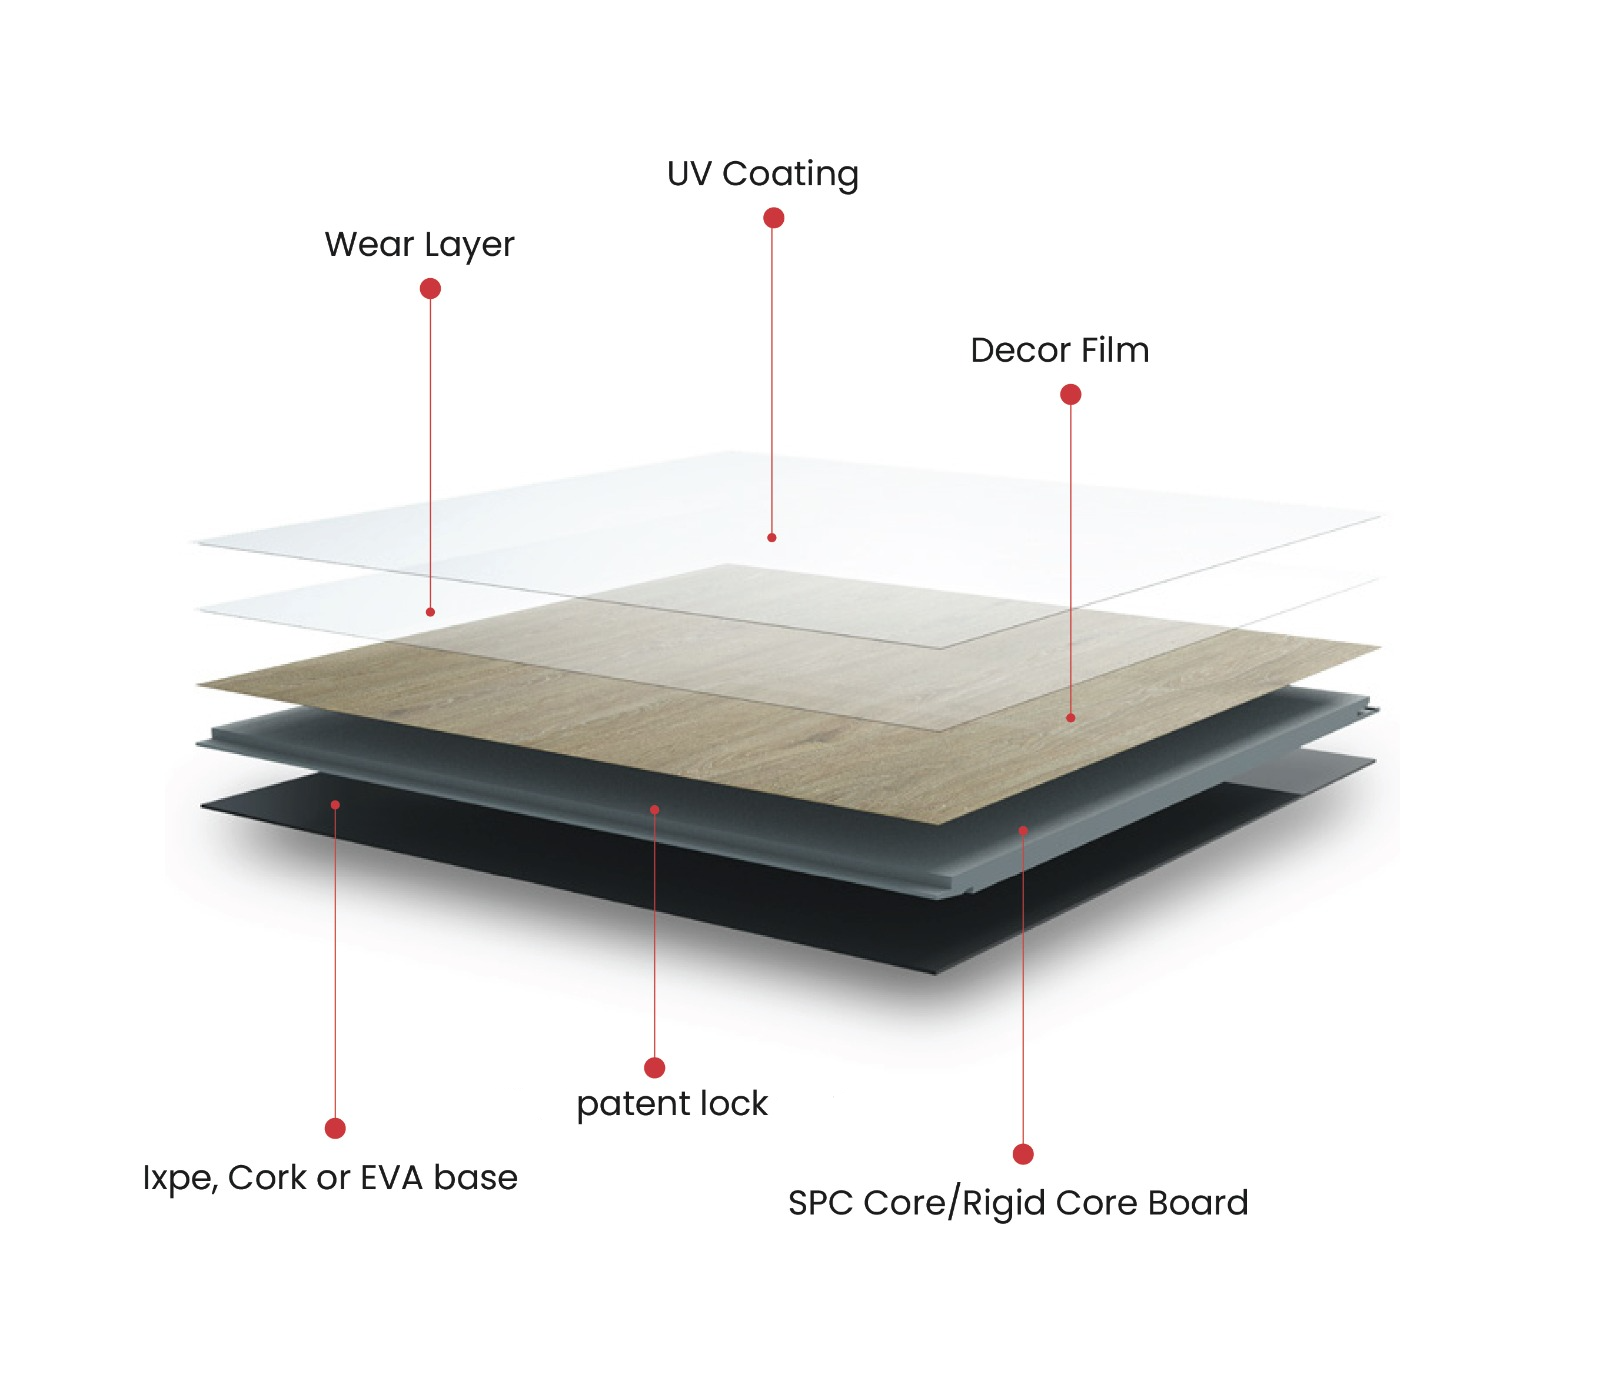 UV Coating
Wear Layer
Decor Film
patent lock
Ixpe, Cork or EVA base
SPC Core/Rigid Core Board